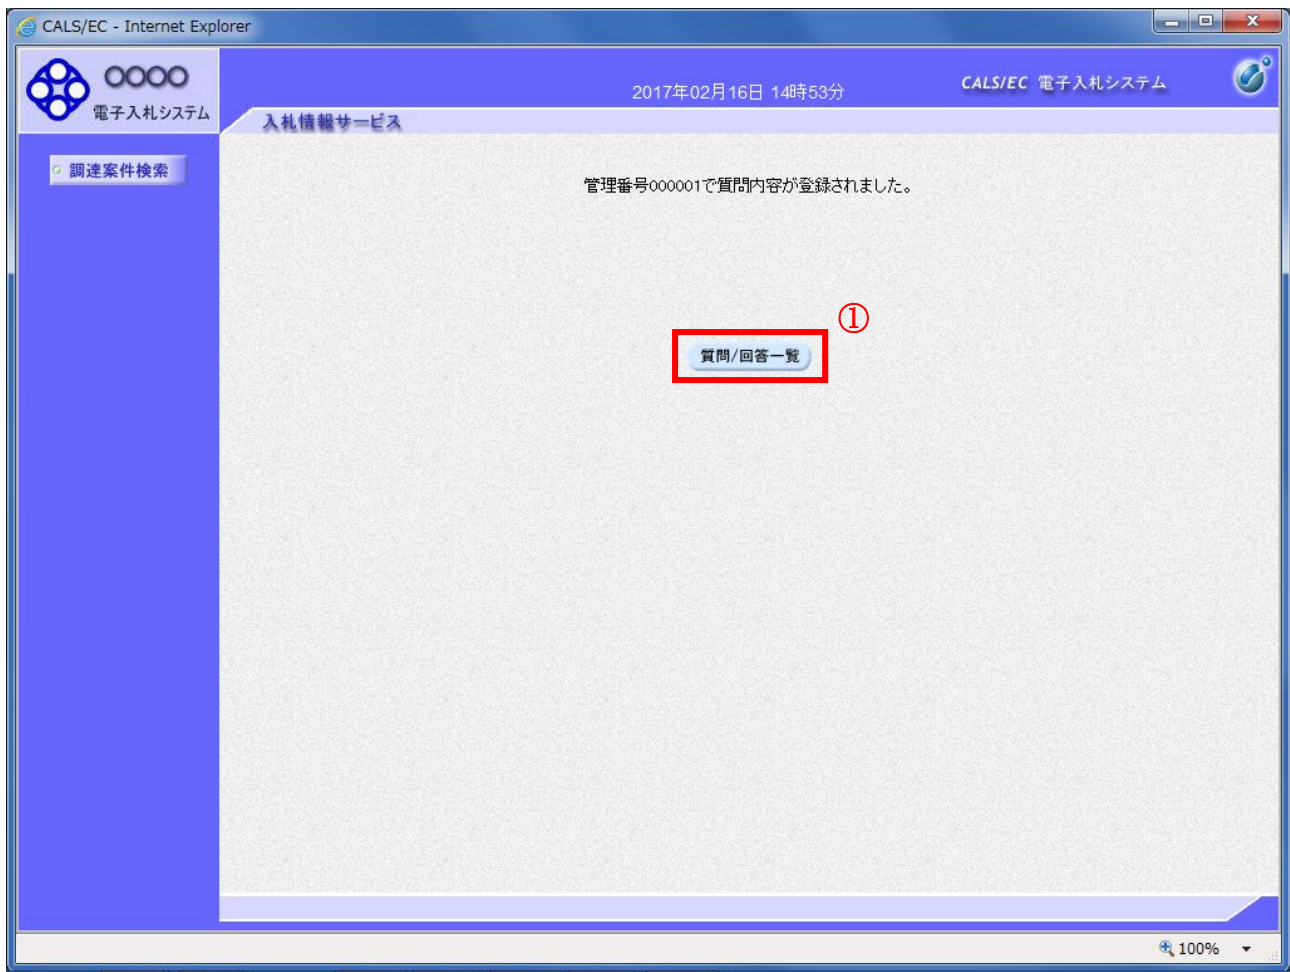 CALS/EC - Internet Explorer
〇〇〇〇
電子入札システム
2017年02月16日 14時53分
CALS/EC 電子入札システム
入札情報サービス
調達案件検索
管理番号000001で質問内容が登録されました。
①
質問/回答一覧
100%